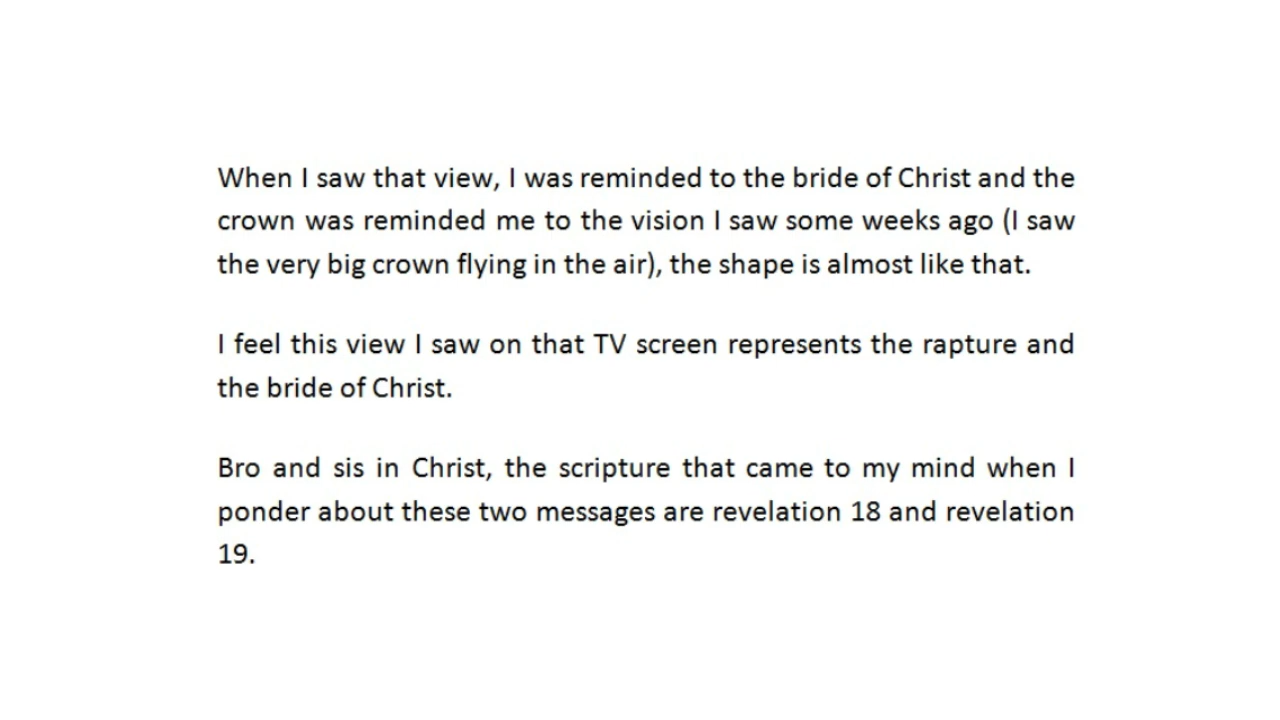 When I saw that view, I was reminded to the bride of Christ and the
crown was reminded me to the vision I saw some weeks ago (I saw
the very big crown flying in the air), the shape is almost like that.
I feel this view I saw on that TV screen represents the rapture and
the bride of Christ.
Bro and sis in Christ, the scripture that came to my mind when I
ponder about these two messages are revelation 18 and revelation
19.